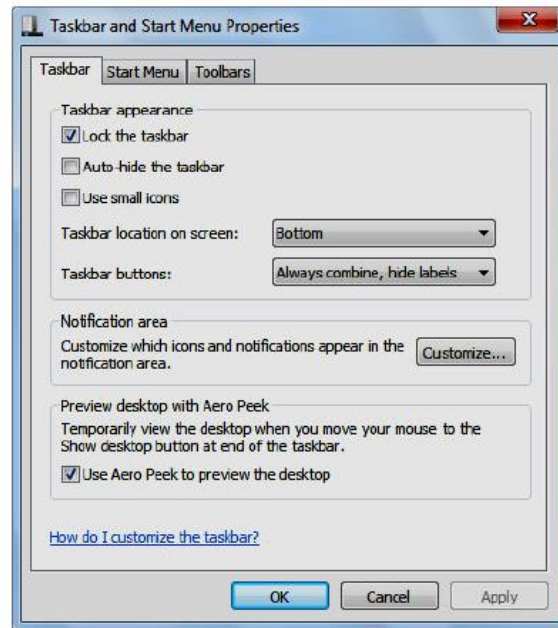 Taskbar and Start Menu Properties
Taskbar Start Menu Toolbars
Taskbar appearance
Lock the taskbar
Auto-hide the taskbar
Use small icons
Taskbar location on screen: Bottom
Taskbar buttons: Always combine, hide labels
Notification area
Customize which icons and notifications appear in the
notification area.
Customize...
Preview desktop with Aero Peek
Temporarily view the desktop when you move your mouse to the
Show desktop button at end of the taskbar.
Use Aero Peek to preview the desktop
How do I customize the taskbar?
OK Cancel Apply